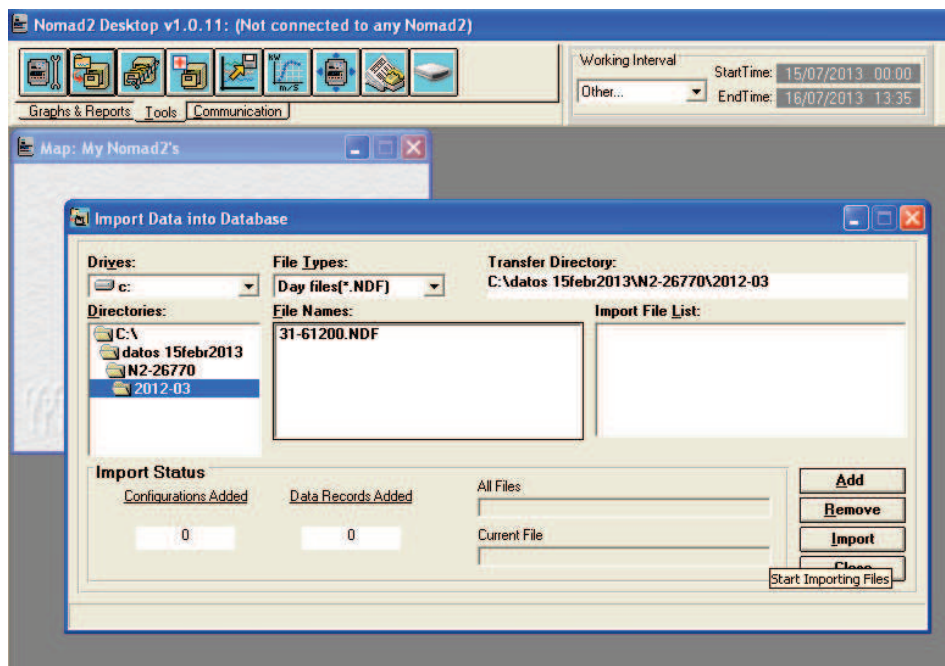 Nomad2 Desktop v1.0.11: (Not connected to any Nomad2)
KW
m/s
Graphs & Reports Tools Communication
Working Interval
Other...
StartTime: 15/07/2013 00:00
EndTime: 16/07/2013 13:35
Map: My Nomad2's
Import Data into Database
Drives:
c:
File Types:
Day files(*.NDF)
Transfer Directory:
C:\datos 15febr2013\N2-26770\2012-03
Directories:
C:\
datos 15febr2013
N2-26770
2012-03
File Names:
31-61200.NDF
Import File List:
Import Status
Configurations Added
0
Data Records Added
0
All Files
Current File
Add
Remove
Import
Close
Start Importing Files